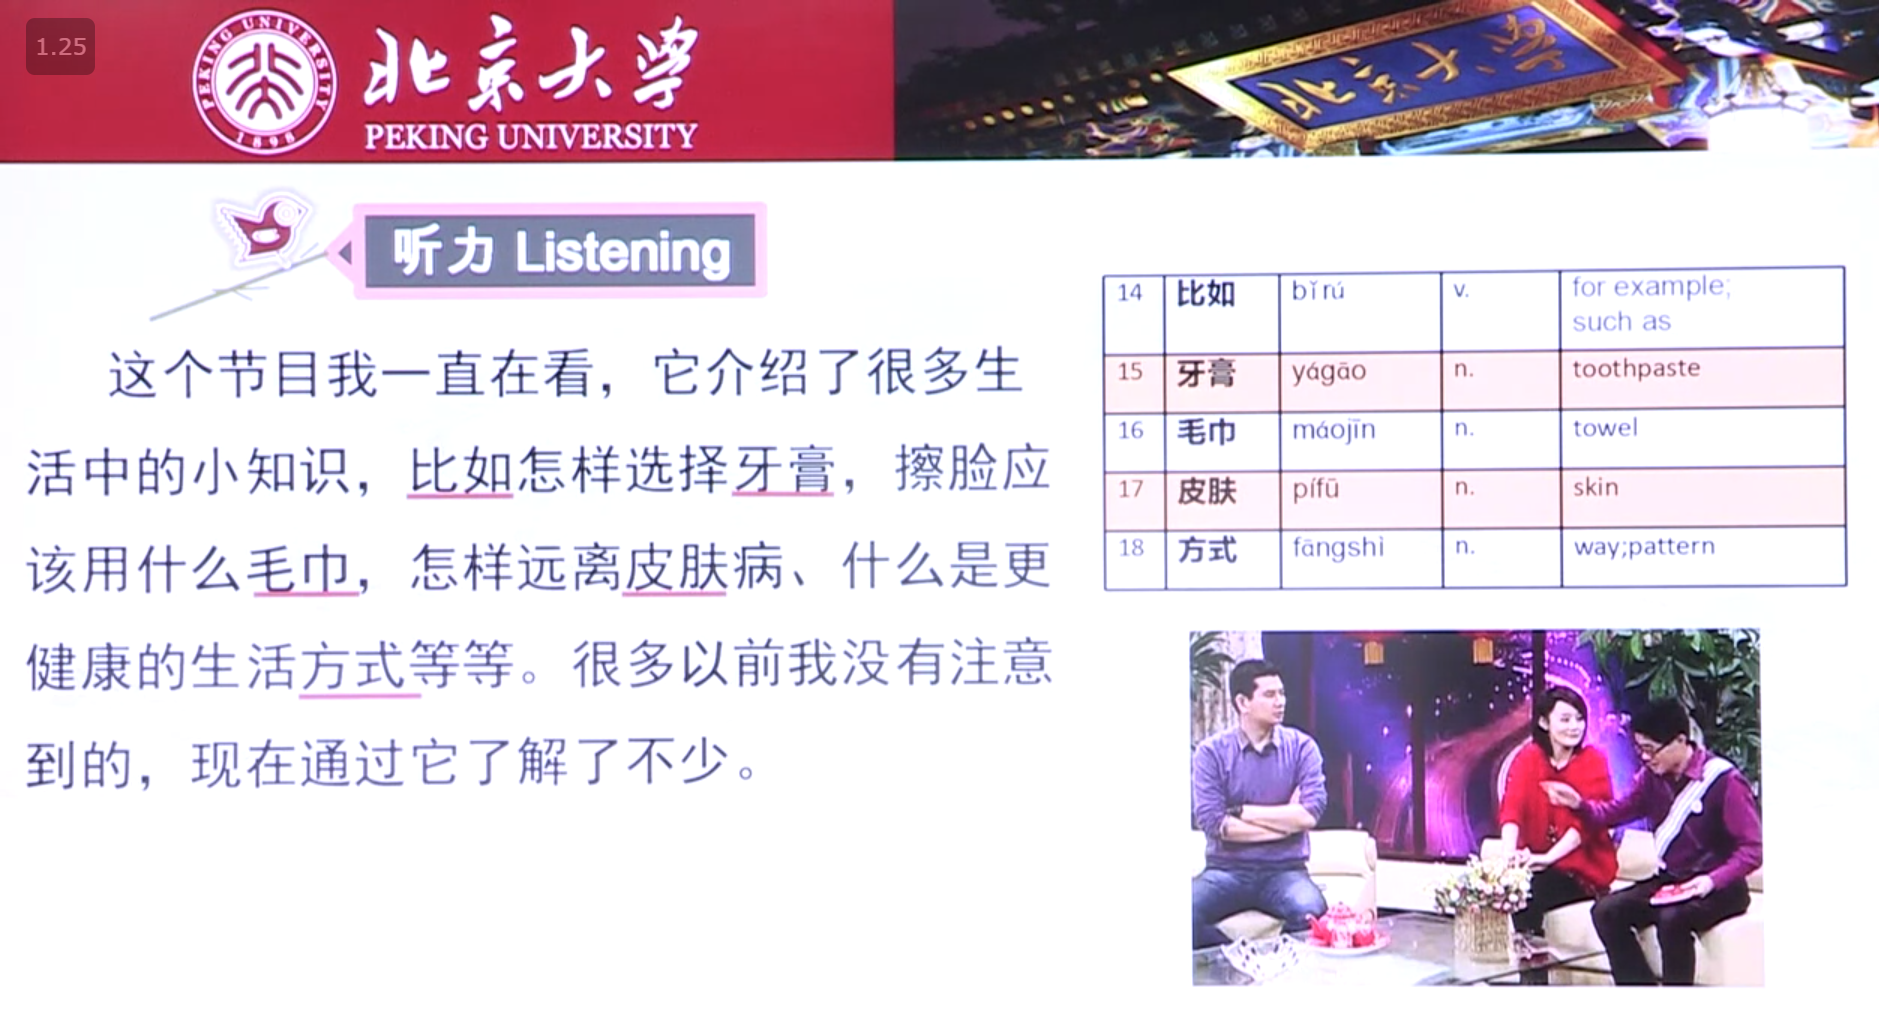 1.25
PEKING UNIVERSITY
1898
北京大学
PEKING UNIVERSITY
北京大学
听力 Listening
这个节目我一直在看，它介绍了很多生
活中的小知识，比如怎样选择牙膏，擦脸应
该用什么毛巾，怎样远离皮肤病、什么是更
健康的生活方式等等。很多以前我没有注意
到的，现在通过它了解了不少。
14 比如 bǐrú v. for example;
such as
15 牙膏 yágāo n. toothpaste
16 毛巾 máojīn n. towel
17 皮肤 pífū n. skin
18 方式 fāngshì n. way;pattern